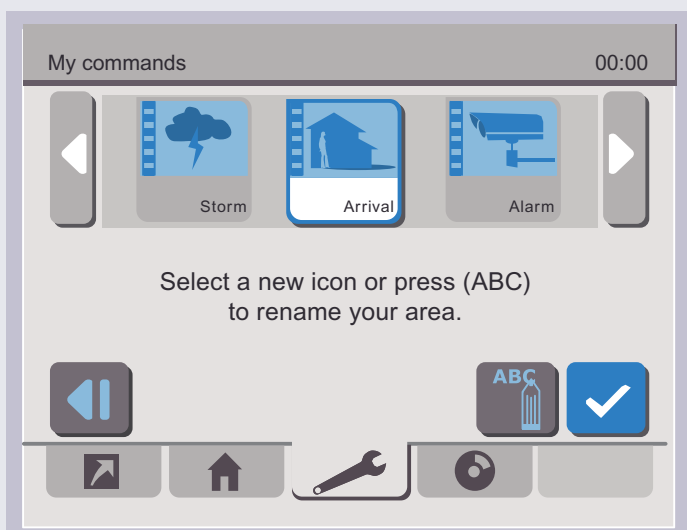 My commands 00:00
Storm Arrival Alarm
Select a new icon or press (ABC)
to rename your area.
ABC